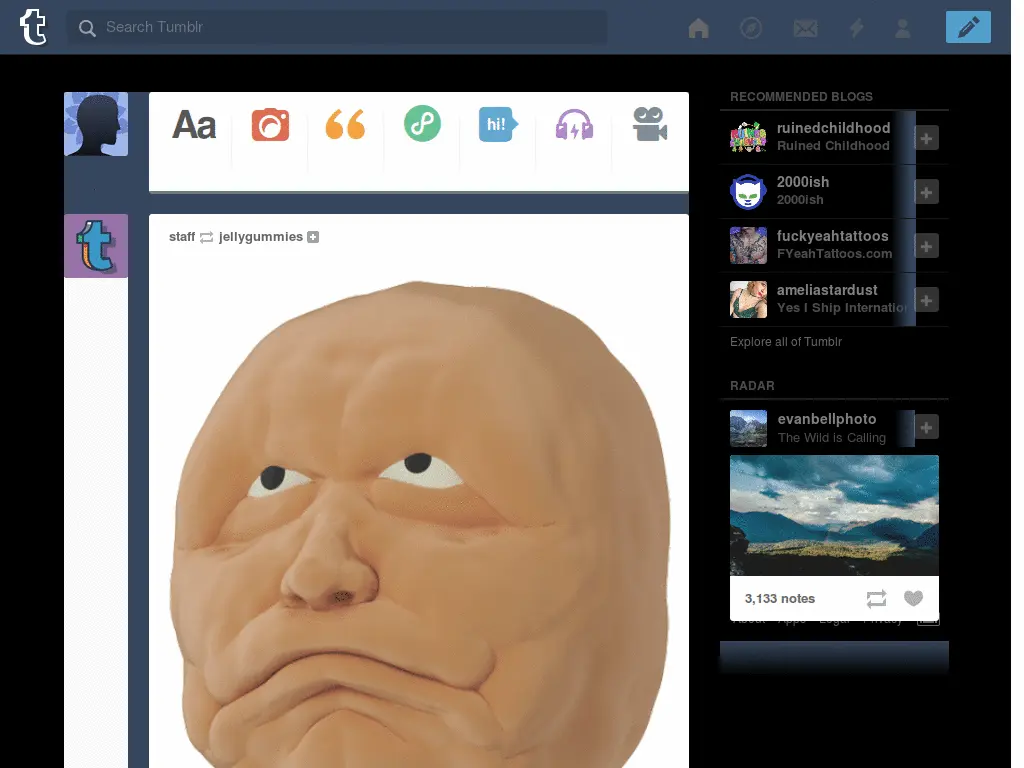 Search Tumblr
Aa
hi!
staff jellygummies
RECOMMENDED BLOGS
ruinedchildhood
Ruined Childhood
2000ish
2000ish
fuckyeahtattoos
FYeahTattoos.com
ameliastardust
Yes I Ship Internatio
Explore all of Tumblr
RADAR
evanbellphoto
The Wild is Calling
3,133 notes
About Apps Legal Privacy